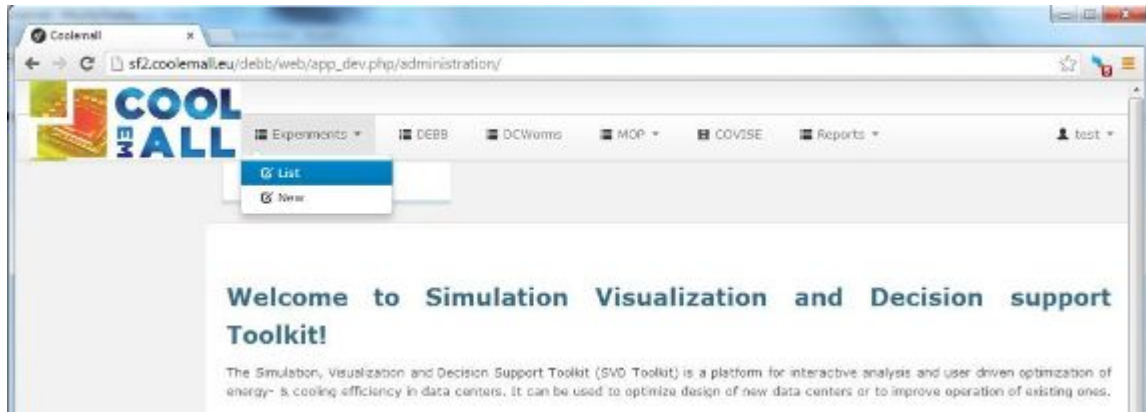 Coolemall
sf2.coolemall.eu/debb/web/app_dev.php/administration/
COOL
EM ALL
Experiments
DEBB
DCWorms
MOP
COVISE
Reports
test
List
New
Welcome to Simulation Visualization and Decision support
Toolkit!
The Simulation, Visualization and Decision Support Toolkit (SVD Toolkit) is a platform for interactive analysis and user driven optimization of
energy- & cooling efficiency in data centers. It can be used to optimize design of new data centers or to improve operation of existing ones.